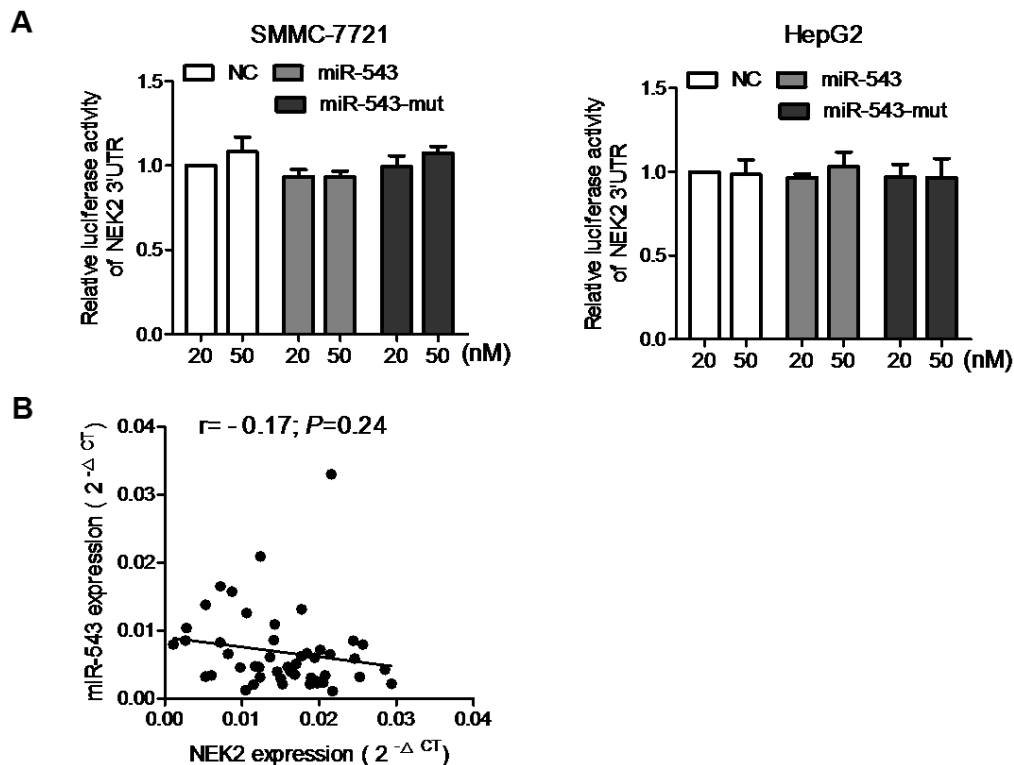 A
SMMC-7721
NC
miR-543
miR-543-mut
Relative luciferase activity
of NEK2 3'UTR
1.5
1.0
0.5
0.0
20 50 20 50 20 50 (nM)
HepG2
NC
miR-543
miR-543-mut
Relative luciferase activity
of NEK2 3'UTR
1.5
1.0
0.5
0.0
20 50 20 50 20 50 (nM)
B
r= - 0.17; P=0.24
miR-543 expression ( 2 -△ CT )
0.04
0.03
0.02
0.01
0.00
0.00 0.01 0.02 0.03 0.04
NEK2 expression ( 2 -△ CT )